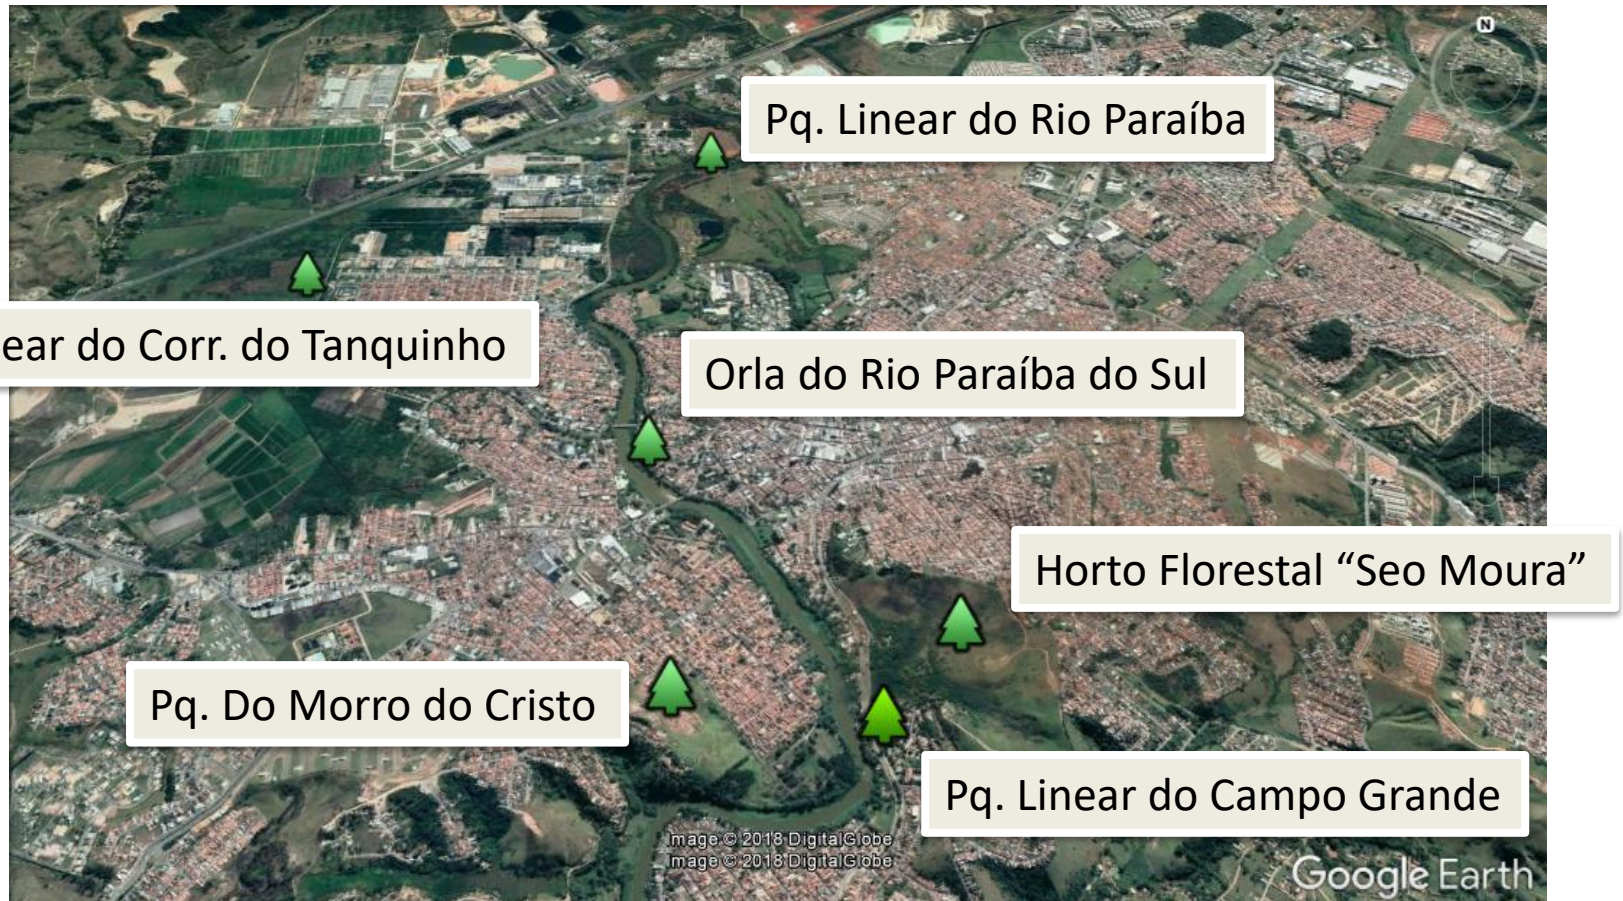 N
Pq. Linear do Rio Paraíba
ear do Corr. do Tanquinho
Orla do Rio Paraíba do Sul
Horto Florestal “Seo Moura”
Pq. Do Morro do Cristo
Pq. Linear do Campo Grande
Image © 2018 DigitalGlobe
Image © 2018 DigitalGlobe
Google Earth